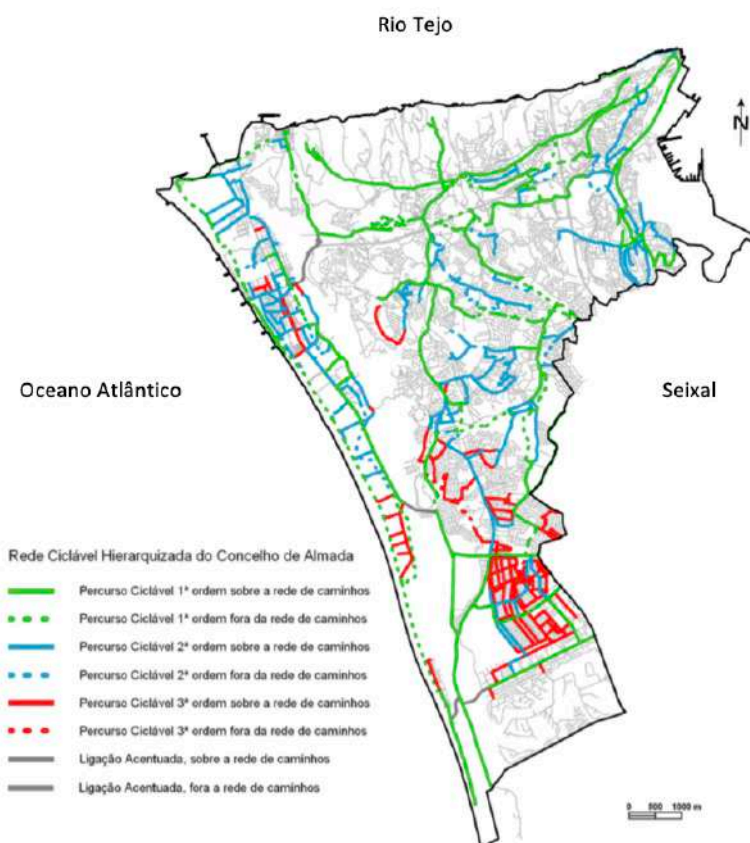 Rio Tejo
N
Oceano Atlântico
Seixal
Rede Ciclável Hierarquizada do Concelho de Almada
Percurso Ciclável 1ª ordem sobre a rede de caminhos
Percurso Ciclável 1ª ordem fora da rede de caminhos
Percurso Ciclável 2ª ordem sobre a rede de caminhos
Percurso Ciclável 2ª ordem fora da rede de caminhos
Percurso Ciclável 3ª ordem sobre a rede de caminhos
Percurso Ciclável 3ª ordem fora da rede de caminhos
Ligação Acentuada, sobre a rede de caminhos
Ligação Acentuada, fora a rede de caminhos
0 500 1000 m